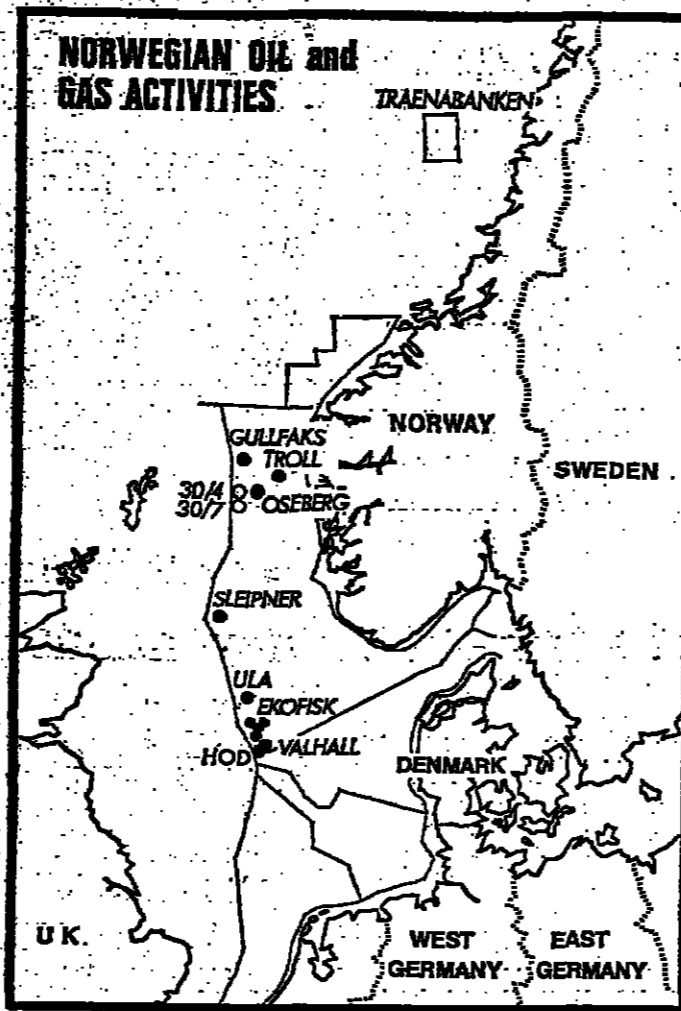 NORWEGIAN OIL and
GAS ACTIVITIES
TRAENABANKEN
NORWAY
GULLFAKS
TROLL
SWEDEN
30/4
30/7
OSEBERG
SLEIPNER
ULA
EKOFISK
HOD
VALHALL
DENMARK
U K.
WEST
GERMANY
EAST
GERMANY